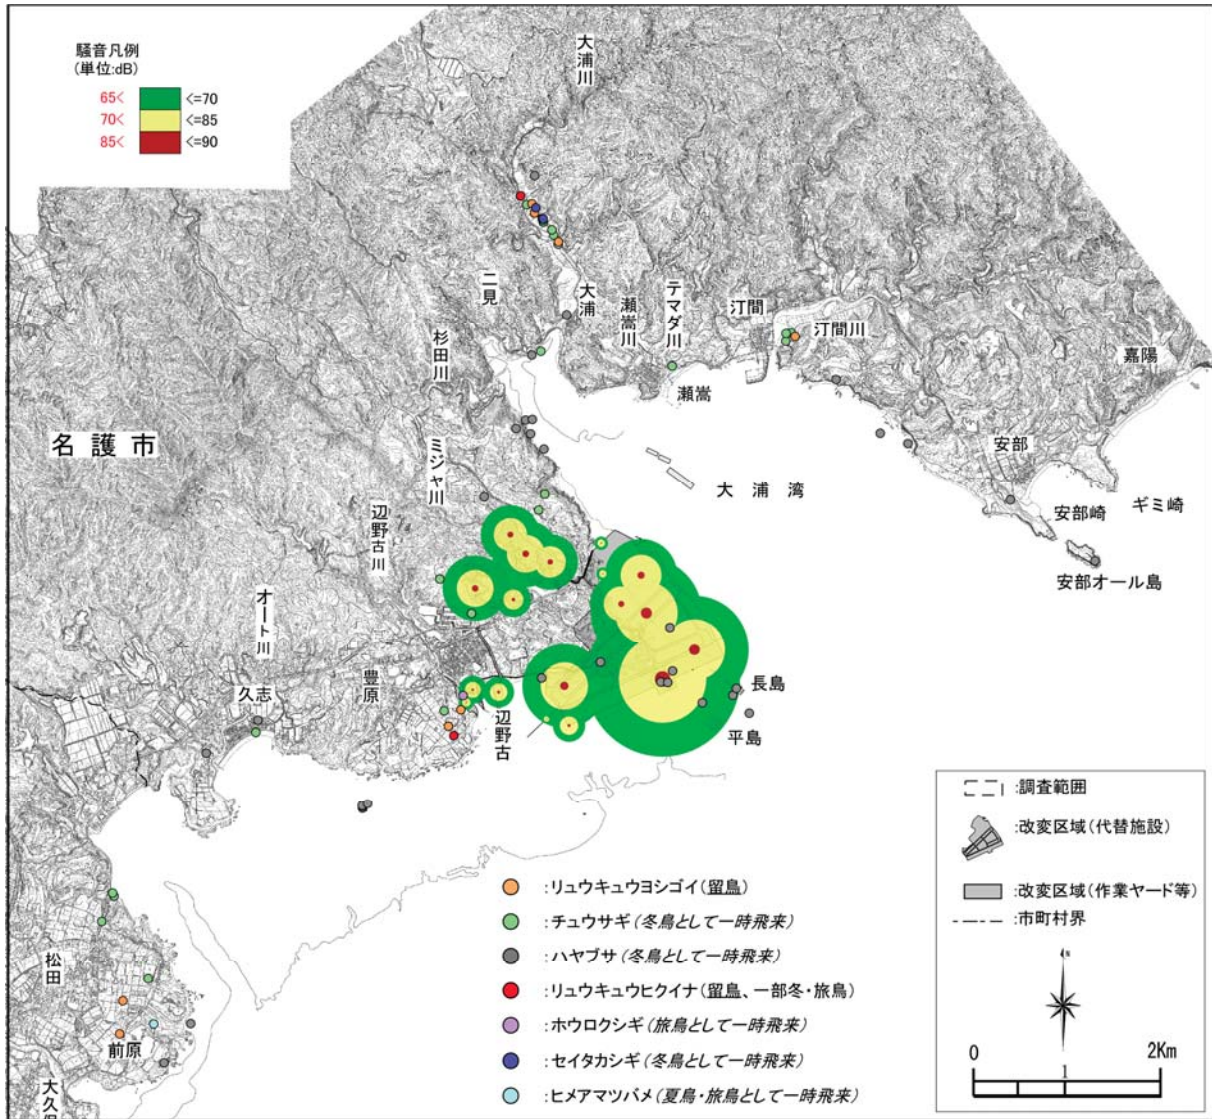 騒音凡例
(単位:dB)
65< <=70
70< <=85
85< <=90
大浦川
二見
大浦
瀬嵩川
テマダ川
汀間
汀間川
嘉陽
杉田川
瀬嵩
名護市
ミジャ川
安部
大浦湾
安部崎
ギミ崎
辺野古川
安部オール島
オート川
久志
豊原
長島
辺野古
平島
:調査範囲
:改変区域(代替施設)
:改変区域(作業ヤード等)
:市町村界
:リュウキュウヨシゴイ(留鳥)
:チュウサギ(冬鳥として一時飛来)
:ハヤブサ(冬鳥として一時飛来)
:リュウキュウヒクイナ(留鳥、一部冬・旅鳥)
:ホウロクシギ(旅鳥として一時飛来)
:セイタカシギ(冬鳥として一時飛来)
:ヒメアマツバメ(夏鳥・旅鳥として一時飛来)
松田
前原
大久保
0 1 2Km